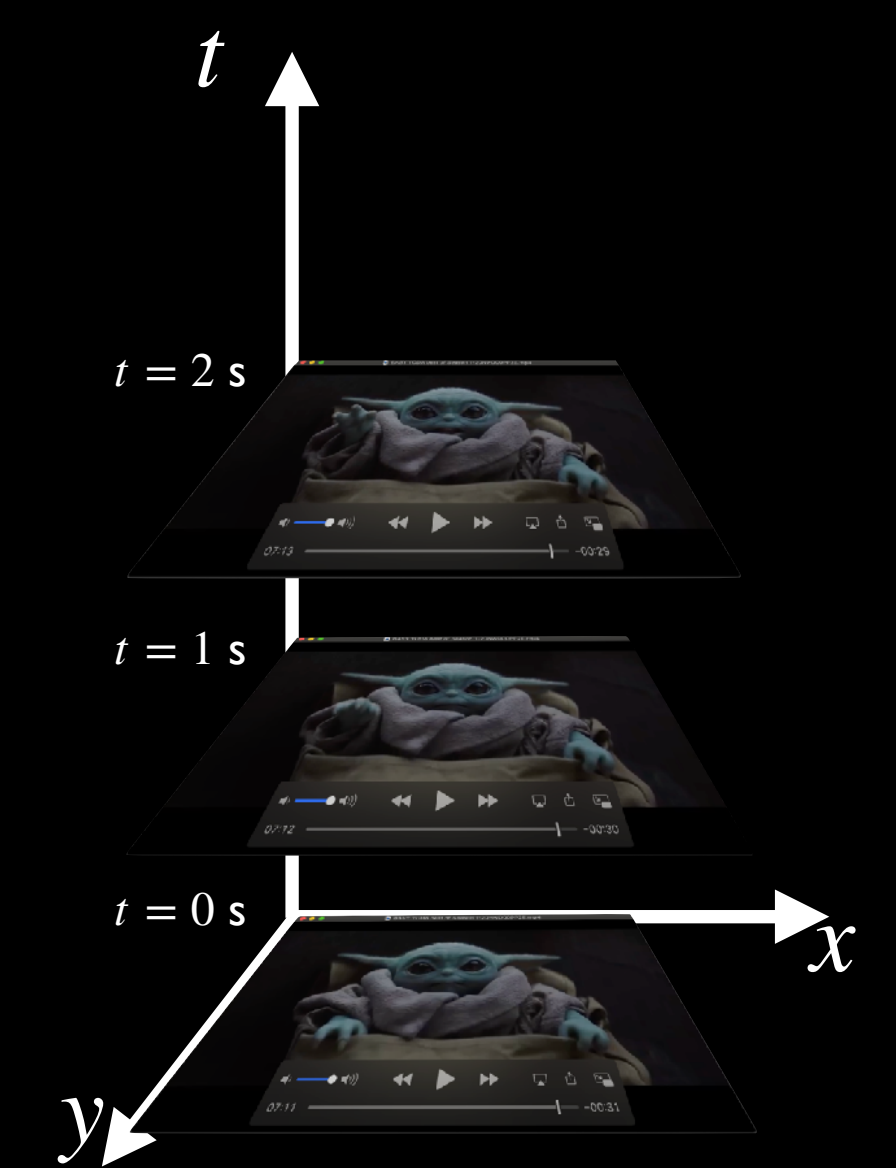 t
t = 2 s
07:13 -00:29
t = 1 s
07:12 -00:30
t = 0 s
x
y
07:11 -00:31